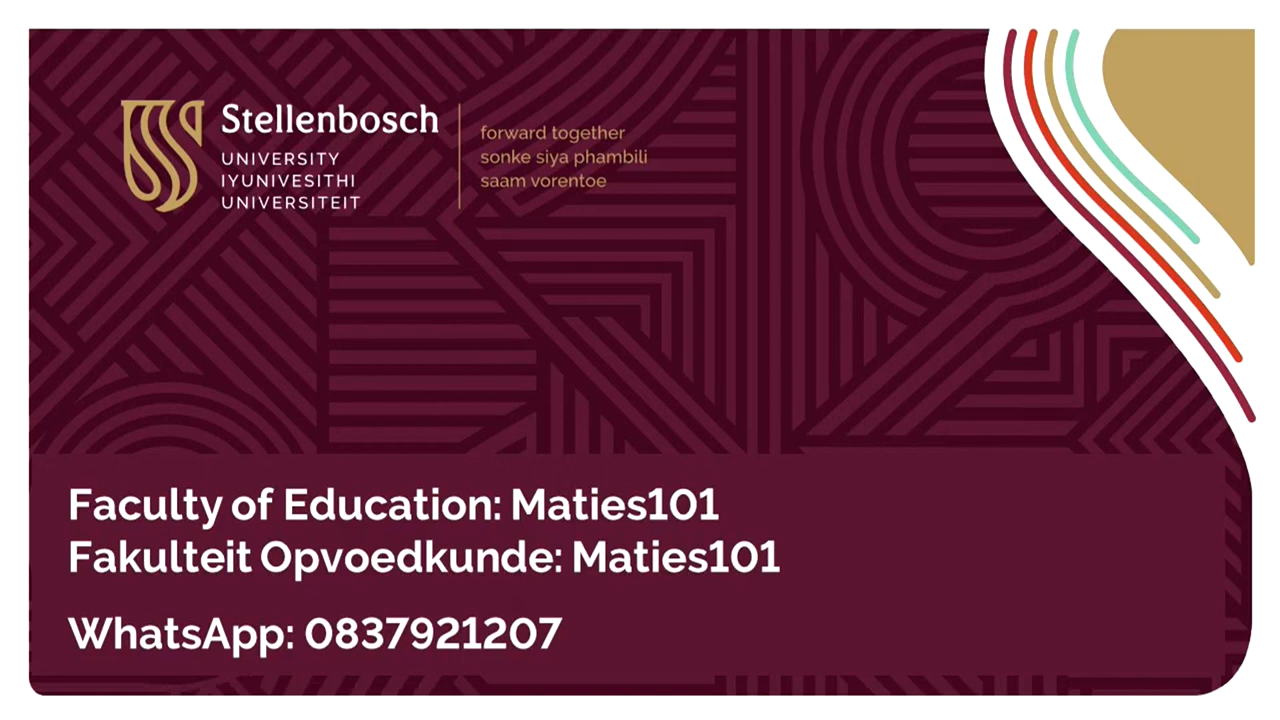 Stellenbosch
UNIVERSITY
IYUNIVESITHI
UNIVERSITEIT
forward together
sonke siya phambili
saam vorentoe
Faculty of Education: Maties101
Fakulteit Opvoedkunde: Maties101
WhatsApp: 0837921207